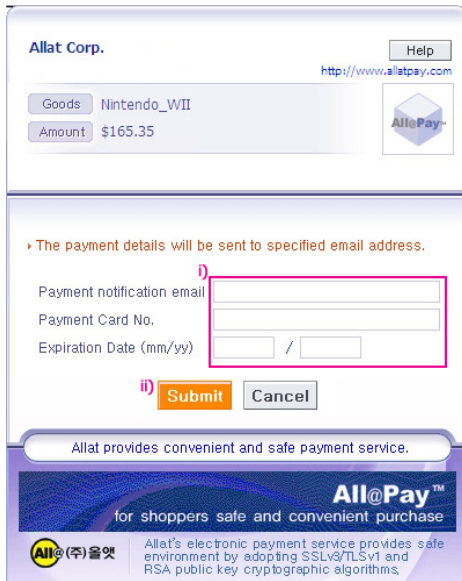 Allat Corp.
Help
http://www.allatpay.com
Goods Nintendo_WII
Amount $165.35
All@Pay™
The payment details will be sent to specified email address.
i)
Payment notification email
Payment Card No.
Expiration Date (mm/yy) /
ii) Submit Cancel
Allat provides convenient and safe payment service.
All@Pay™
for shoppers safe and convenient purchase
All@ (주)올앳
Allat's electronic payment service provides safe
environment by adopting SSLv3/TLSv1 and
RSA public key cryptographic algorithms,